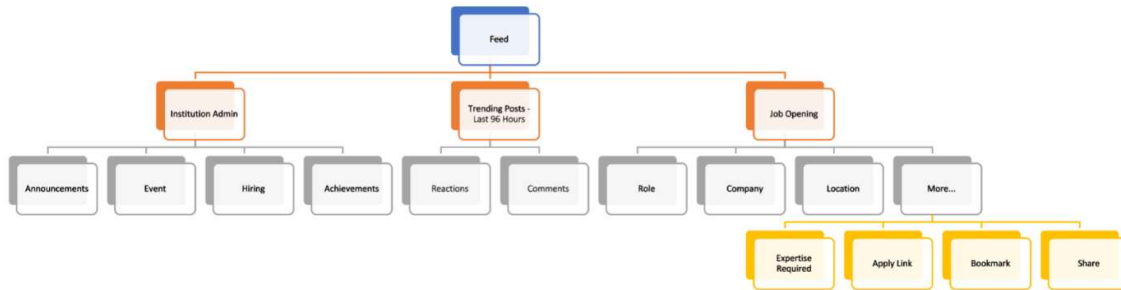 Feed
Institution Admin
Trending Posts -
Last 96 Hours
Job Opening
Announcements
Event
Hiring
Achievements
Reactions
Comments
Role
Company
Location
More...
Expertise
Required
Apply Link
Bookmark
Share